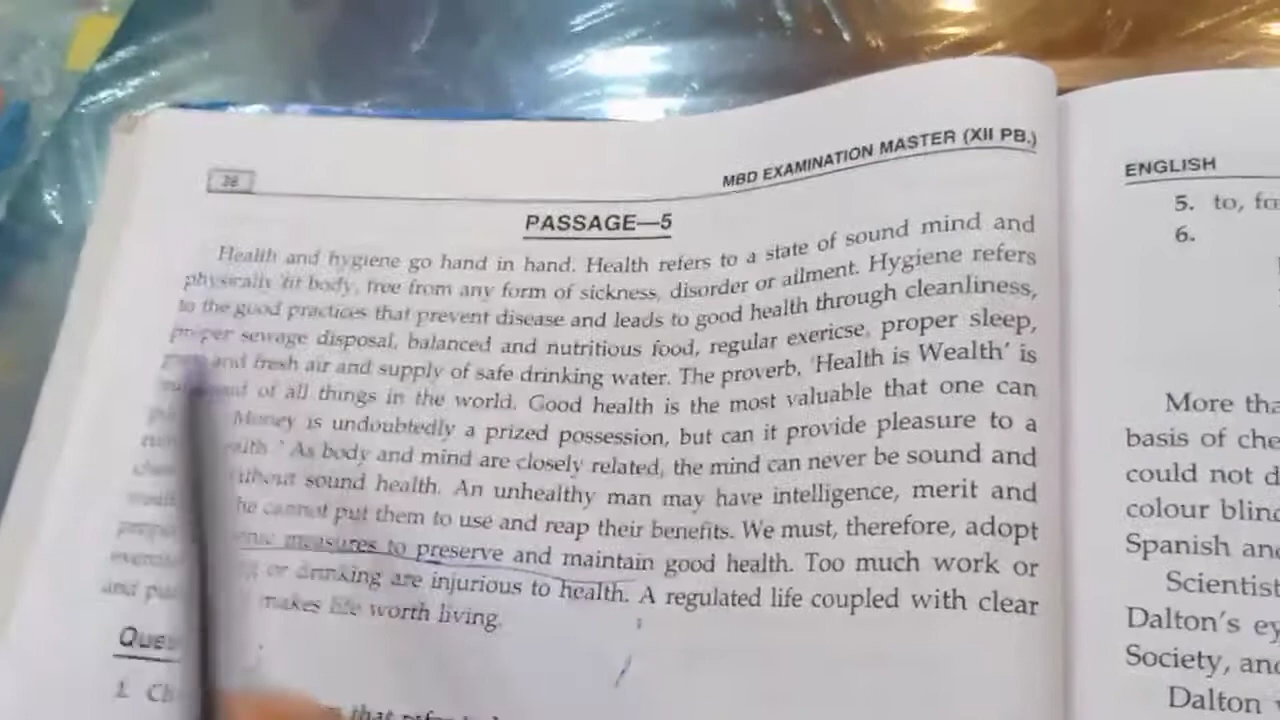 28
MBD EXAMINATION MASTER (XII PB.)
PASSAGE—5
Health and hygiene go hand in hand. Health refers to a state of sound mind and
physically fit body, free from any form of sickness, disorder or ailment. Hygiene refers
to the good practices that prevent disease and leads to good health through cleanliness,
proper sewage disposal, balanced and nutritious food, regular exericse, proper sleep,
and fresh air and supply of safe drinking water. The proverb, 'Health is Wealth' is
of all things in the world. Good health is the most valuable that one can
Money is undoubtedly a prized possession, but can it provide pleasure to a
As body and mind are closely related, the mind can never be sound and
without sound health. An unhealthy man may have intelligence, merit and
he cannot put them to use and reap their benefits. We must, therefore, adopt
measures to preserve and maintain good health. Too much work or
or drinking are injurious to health. A regulated life coupled with clear
and makes life worth living.
1.
that
ENGLISH
5. to,
6.
More
basis of
could not
colour
Spanish
Dalton's
Society,
Dalton